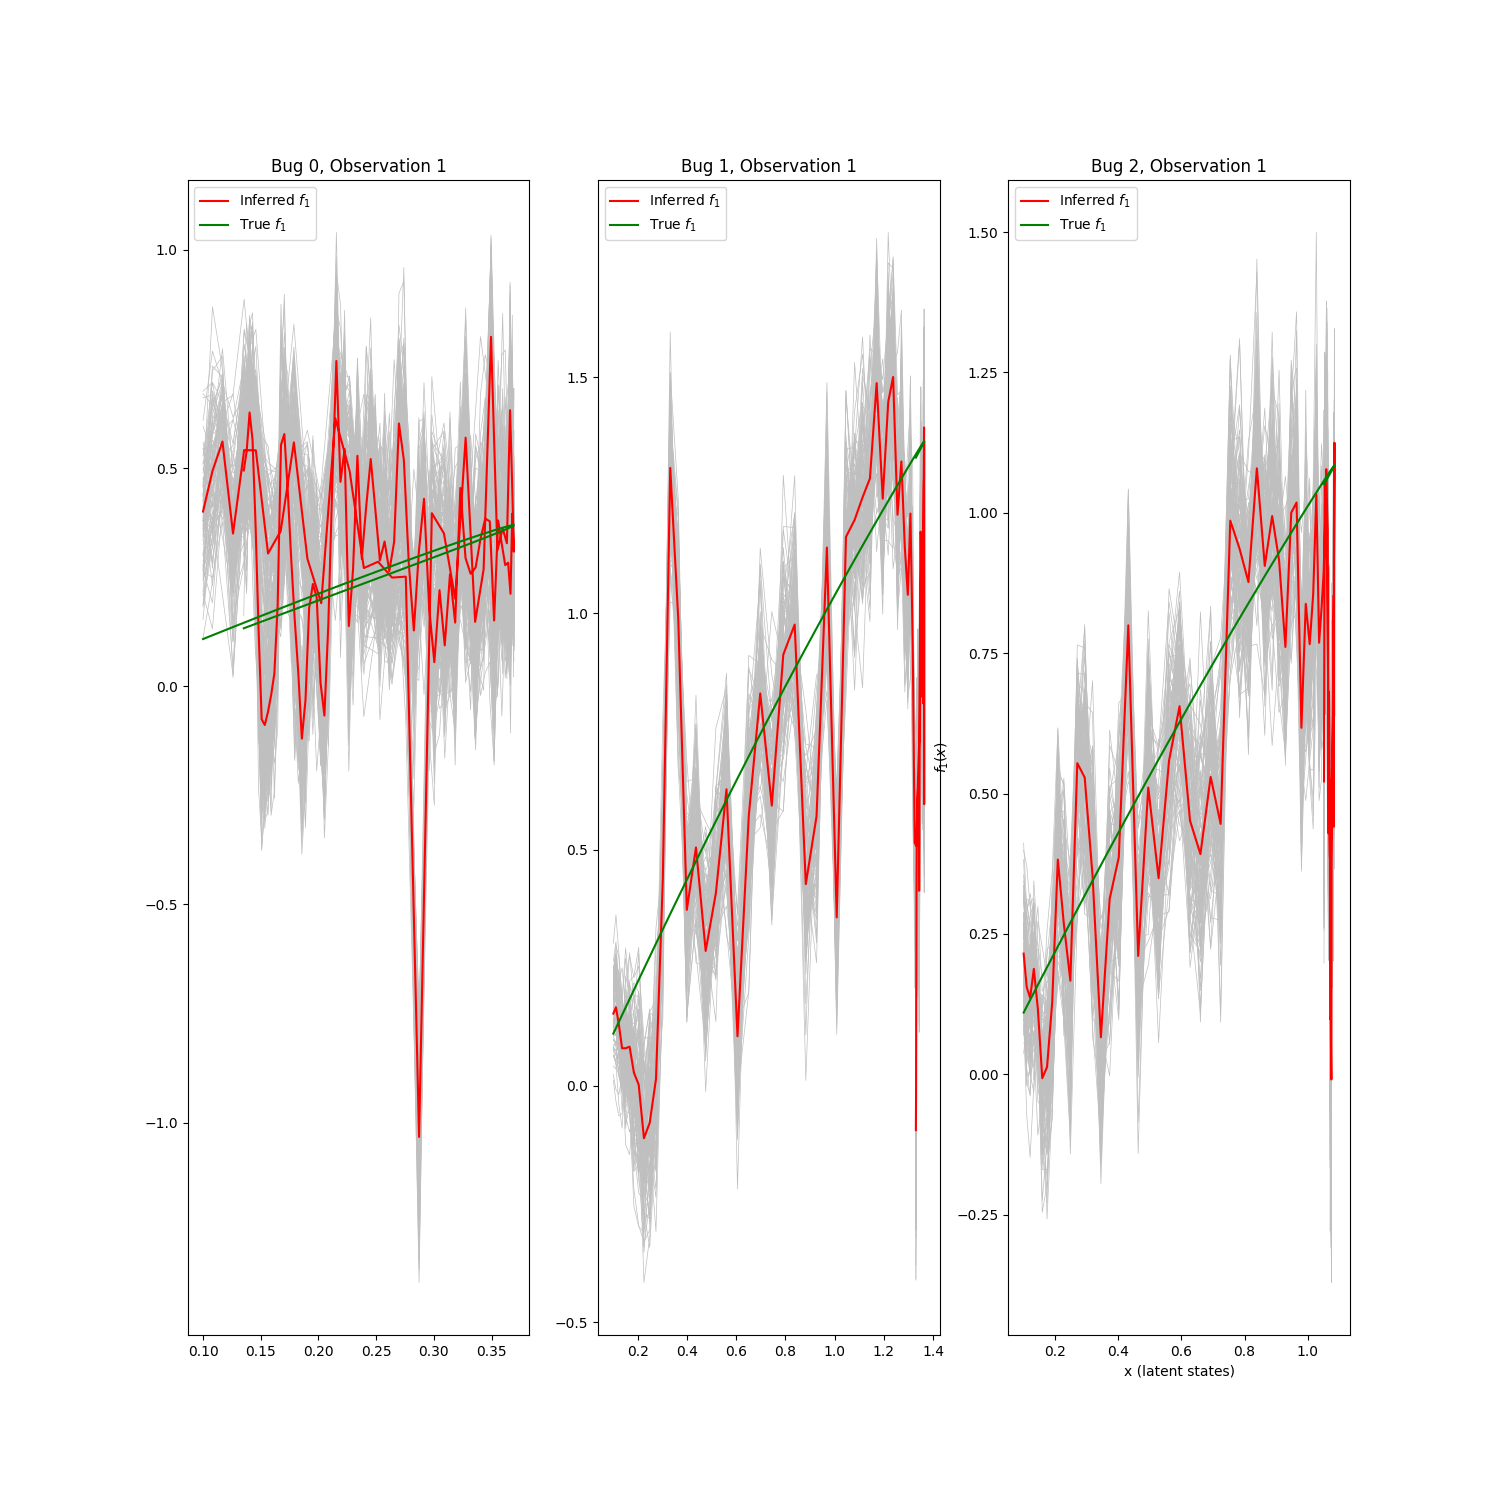 Bug 0, Observation 1
Inferred f₁
True f₁
1.0
0.5
0.0
−0.5
−1.0
0.10 0.15 0.20 0.25 0.30 0.35
Bug 1, Observation 1
Inferred f₁
True f₁
1.5
1.0
0.5
0.0
−0.5
0.2 0.4 0.6 0.8 1.0 1.2 1.4
Bug 2, Observation 1
Inferred f₁
True f₁
f₁(x)
1.50
1.25
1.00
0.75
0.50
0.25
0.00
−0.25
0.2 0.4 0.6 0.8 1.0
x (latent states)